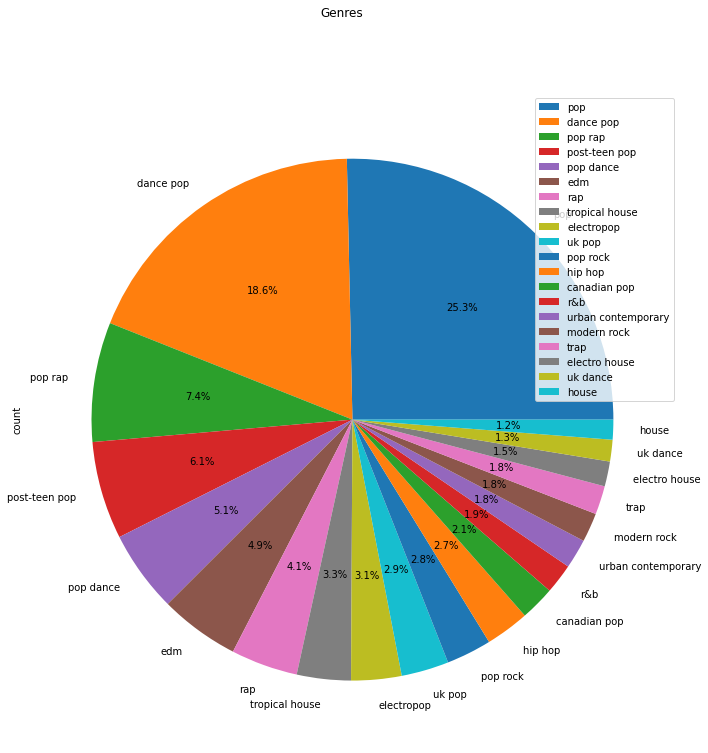 Genres
pop
dance pop
pop rap
post-teen pop
pop dance
edm
rap
tropical house
electropop
uk pop
pop rock
hip hop
canadian pop
r&b
urban contemporary
modern rock
trap
electro house
uk dance
house
pop
dance pop
pop rap
post-teen pop
pop dance
edm
rap
tropical house
electropop
uk pop
pop rock
hip hop
canadian pop
r&b
urban contemporary
modern rock
trap
electro house
uk dance
house
25.3%
18.6%
7.4%
6.1%
5.1%
4.9%
4.1%
3.3%
3.1%
2.9%
2.8%
2.7%
2.1%
1.9%
1.8%
1.8%
1.8%
1.5%
1.3%
1.2%
count